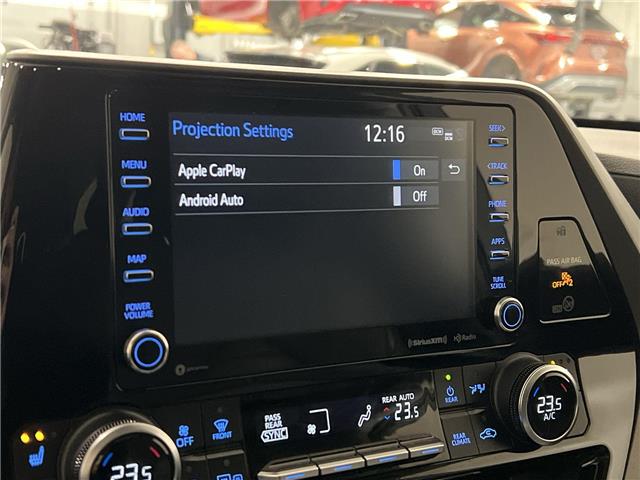 HOME
MENU
AUDIO
MAP
POWER
VOLUME
Projection Settings
12:16
DCM
Apple CarPlay
On
Android Auto
Off
SEEK>
<TRACK
PHONE
APPS
TUNE
SCROLL
((SiriusXM))
HD Radio
PASS AIR BAG
OFF 2
OFF
FRONT
PASS
REAR
SYNC
REAR AUTO
23.5
REAR
REAR
CLIMATE
23.5
23.5
A/C